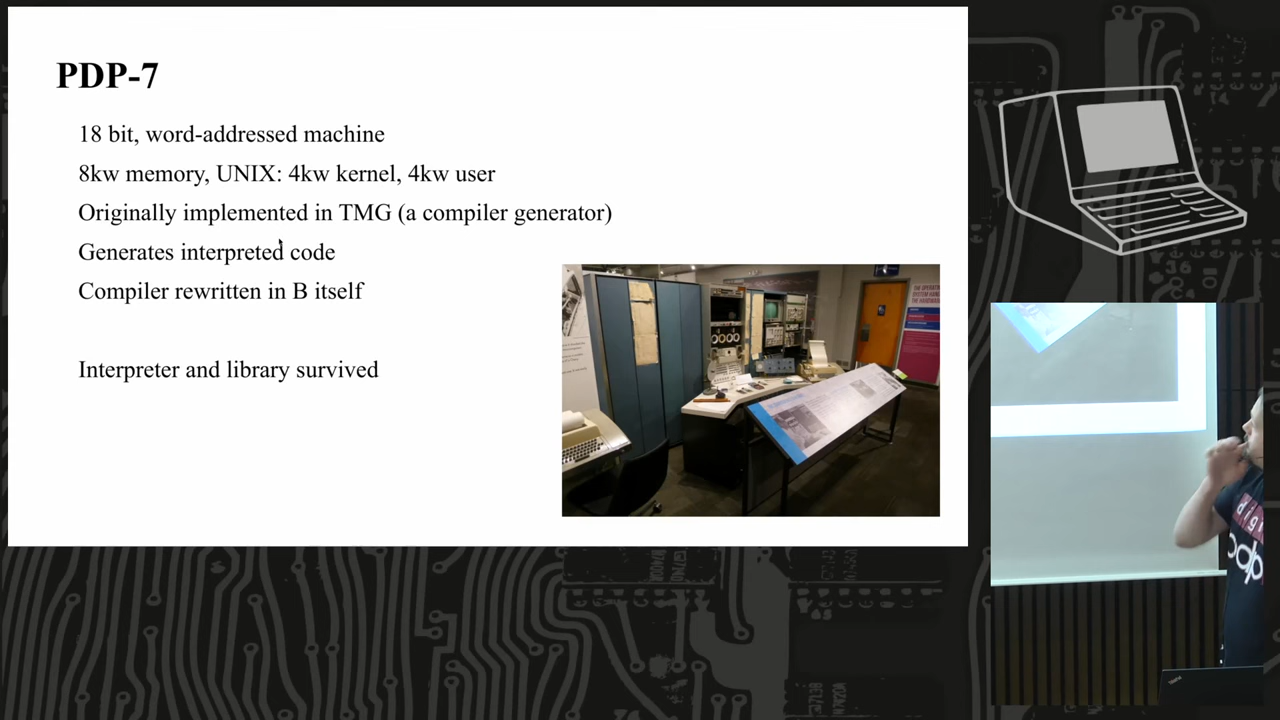 PDP-7
18 bit, word-addressed machine
8kw memory, UNIX: 4kw kernel, 4kw user
Originally implemented in TMG (a compiler generator)
Generates interpreted code
Compiler rewritten in B itself
Interpreter and library survived